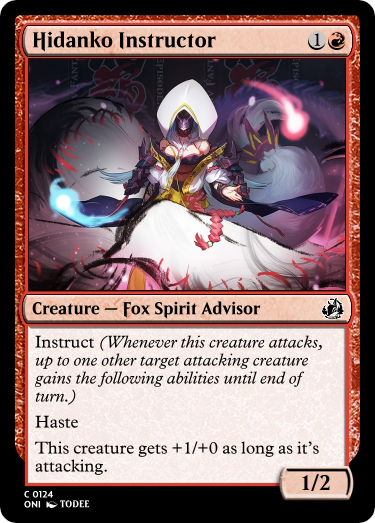 Hidanko Instructor
1
Creature — Fox Spirit Advisor
Instruct (Whenever this creature attacks,
up to one other target attacking creature
gains the following abilities until end of
turn.)
Haste
This creature gets +1/+0 as long as it's
attacking.
1/2
C 0124
ONI TODEE